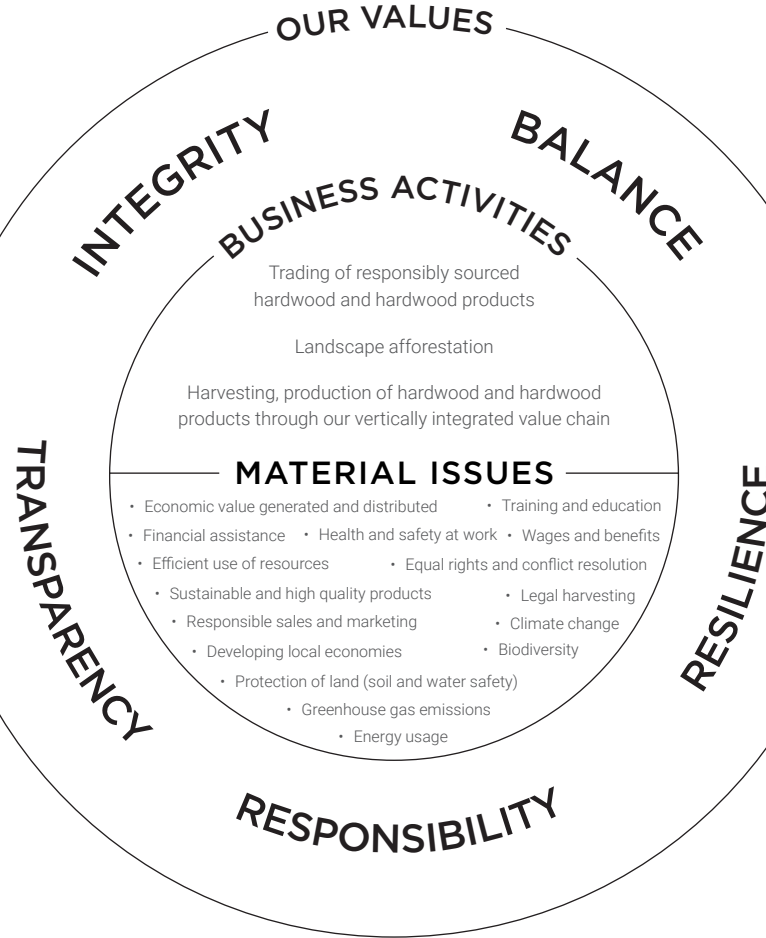 OUR VALUES
INTEGRITY
BALANCE
BUSINESS ACTIVITIES
Trading of responsibly sourced
hardwood and hardwood products
Landscape afforestation
Harvesting, production of hardwood and hardwood
products through our vertically integrated value chain
TRANSPARENCY
RESILIENCE
MATERIAL ISSUES
• Economic value generated and distributed • Training and education
• Financial assistance • Health and safety at work • Wages and benefits
• Efficient use of resources • Equal rights and conflict resolution
• Sustainable and high quality products • Legal harvesting
• Responsible sales and marketing • Climate change
• Developing local economies • Biodiversity
• Protection of land (soil and water safety)
• Greenhouse gas emissions
• Energy usage
RESPONSIBILITY